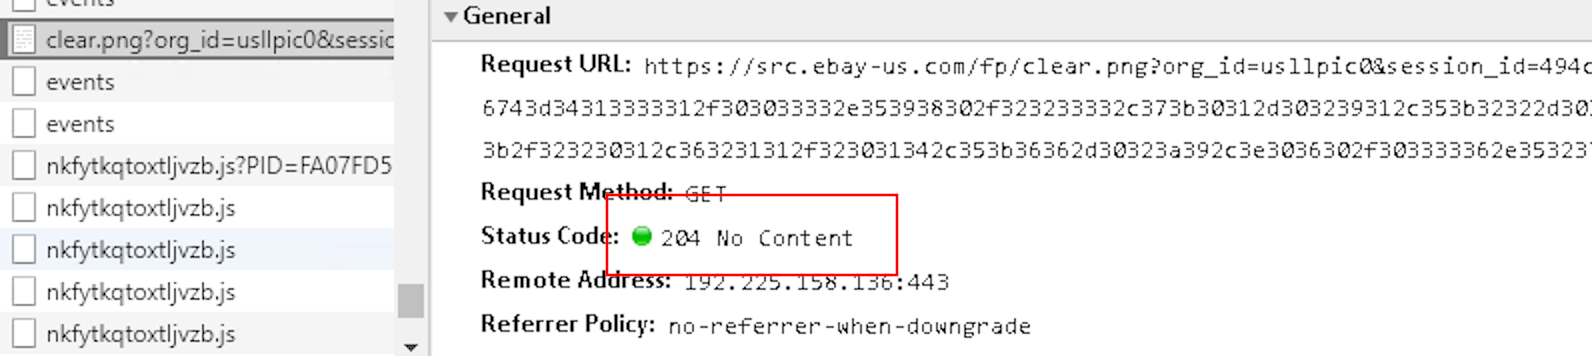 events
clear.png?org_id=usllpic0&sessic
events
events
nkfytkqtoxtljvzb.js?PID=FA07FD5
nkfytkqtoxtljvzb.js
nkfytkqtoxtljvzb.js
nkfytkqtoxtljvzb.js
nkfytkqtoxtljvzb.js
General
Request URL: https://src.ebay-us.com/fp/clear.png?org_id=usllpic0&session_id=494c
6743d34313333312f303033332e353938302f323233332c373b30312d303239312c353b32322d30
3b2f323230312c363231312f323031342c353b36362d30323a392c3e3036302f303333362e35323
Request Method: GET
Status Code: 204 No Content
Remote Address: 192.225.158.136:443
Referrer Policy: no-referrer-when-downgrade